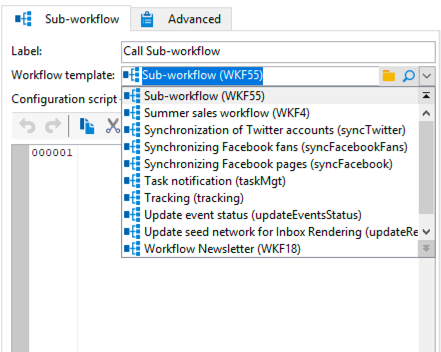 Sub-workflow Advanced
Label: Call Sub-workflow
Workflow template: Sub-workflow (WKF55)
Configuration script
Sub-workflow (WKF55)
Summer sales workflow (WKF4)
Synchronization of Twitter accounts (syncTwitter)
Synchronizing Facebook fans (syncFacebookFans)
Synchronizing Facebook pages (syncFacebook)
Task notification (taskMgt)
Tracking (tracking)
Update event status (updateEventsStatus)
Update seed network for Inbox Rendering (updateRe
Workflow Newsletter (WKF18)
000001